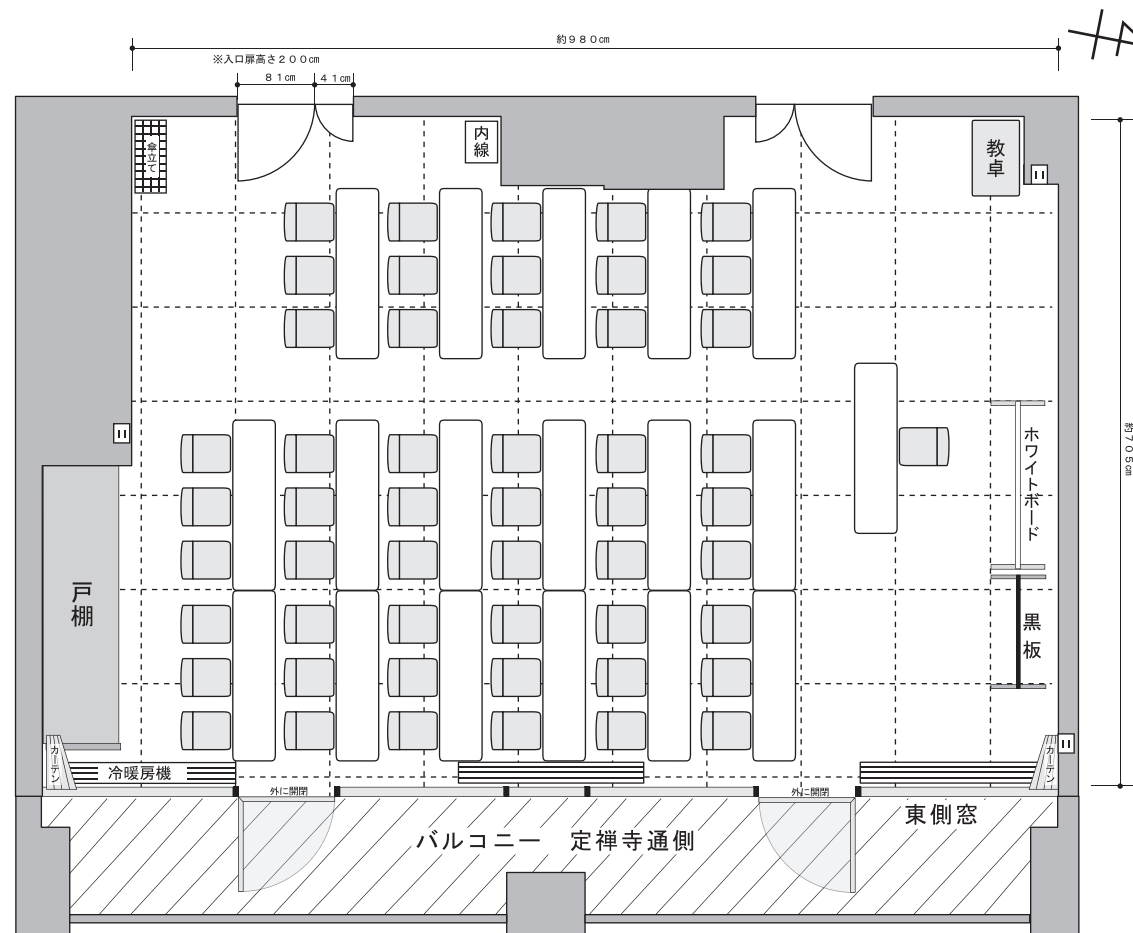 約９８０㎝
※入口扉高さ２００㎝
８１㎝
４１㎝
傘立て
内線
教卓
約７０５㎝
ホワイトボード
黒板
戸棚
カーテン
冷暖房機
外に開閉
外に開閉
カーテン
東側窓
バルコニー　定禅寺通側